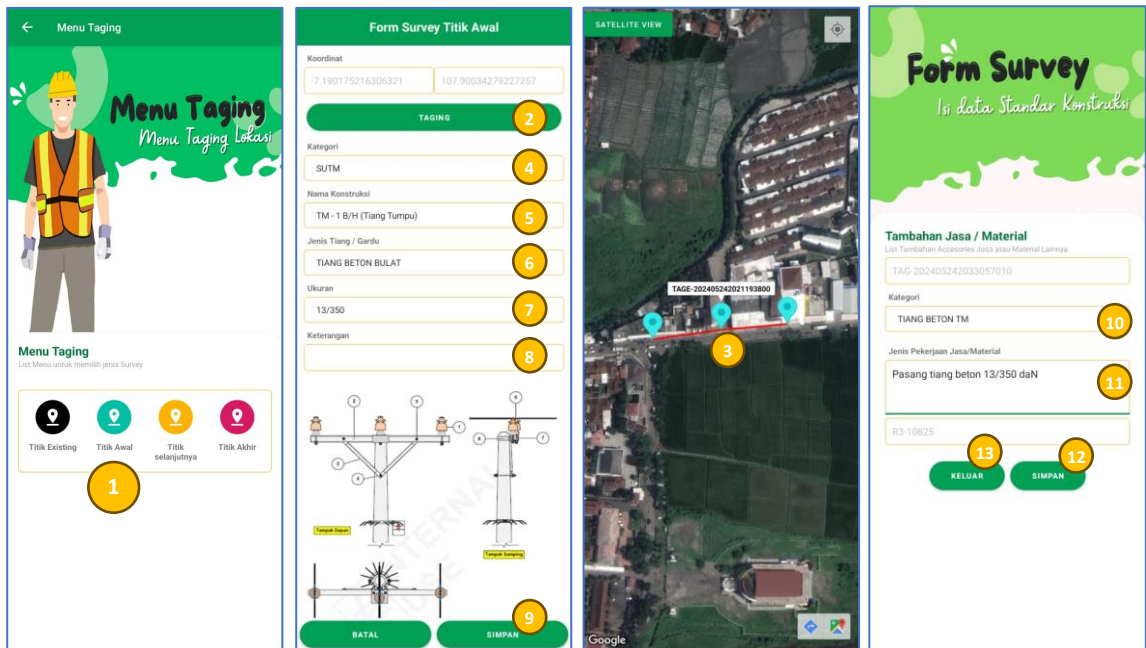 Menu Taging
Menu Taging
Menu Taging Lokasi
Menu Taging
List Menu untuk memilih jenis Survey
Titik Existing
Titik Awal
Titik
selanjutnya
Titik Akhir
1
Form Survey Titik Awal
Koordinat
-7.190175216306321
107.90034279227257
TAGING
2
Kategori
SUTM
4
Nama Konstruksi
TM - 1 B/H (Tiang Tumpu)
5
Jenis Tiang / Gardu
TIANG BETON BULAT
6
Ukuran
13/350
7
Keterangan
8
Tampak Depan
Tampak Samping
BATAL
SIMPAN
9
SATELLITE VIEW
TAGE-202405242021193800
3
Google
Form Survey
Isi data Standar Konstruksi
Tambahan Jasa / Material
List Tambahan Accesories Jasa atau Material Lainnya
TAG-202405242033057010
Kategori
TIANG BETON TM
10
Jenis Pekerjaan Jasa/Material
Pasang tiang beton 13/350 daN
11
R3-10825
13
12
KELUAR
SIMPAN